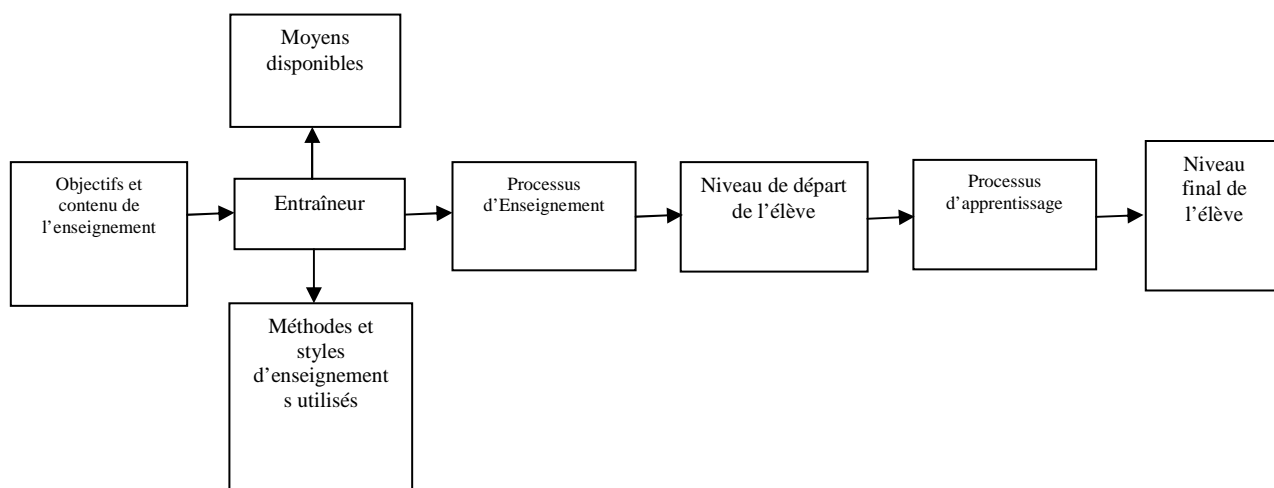 Moyens
disponibles
Objectifs et
contenu de
l’enseignement
Entraîneur
Processus
d’Enseignement
Niveau de départ
de l’élève
Processus
d’apprentissage
Niveau
final de
l’élève
Méthodes et
styles
d’enseignement
s utilisés